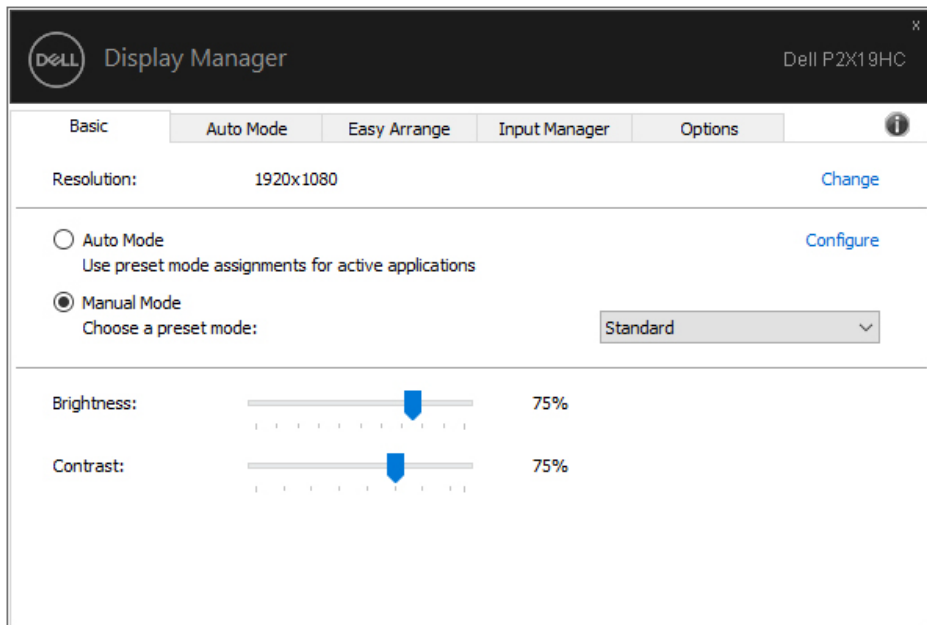 x
DELL Display Manager Dell P2X19HC
Basic Auto Mode Easy Arrange Input Manager Options i
Resolution: 1920x1080 Change
Auto Mode Configure
Use preset mode assignments for active applications
Manual Mode
Choose a preset mode: Standard
Brightness: 75%
Contrast: 75%